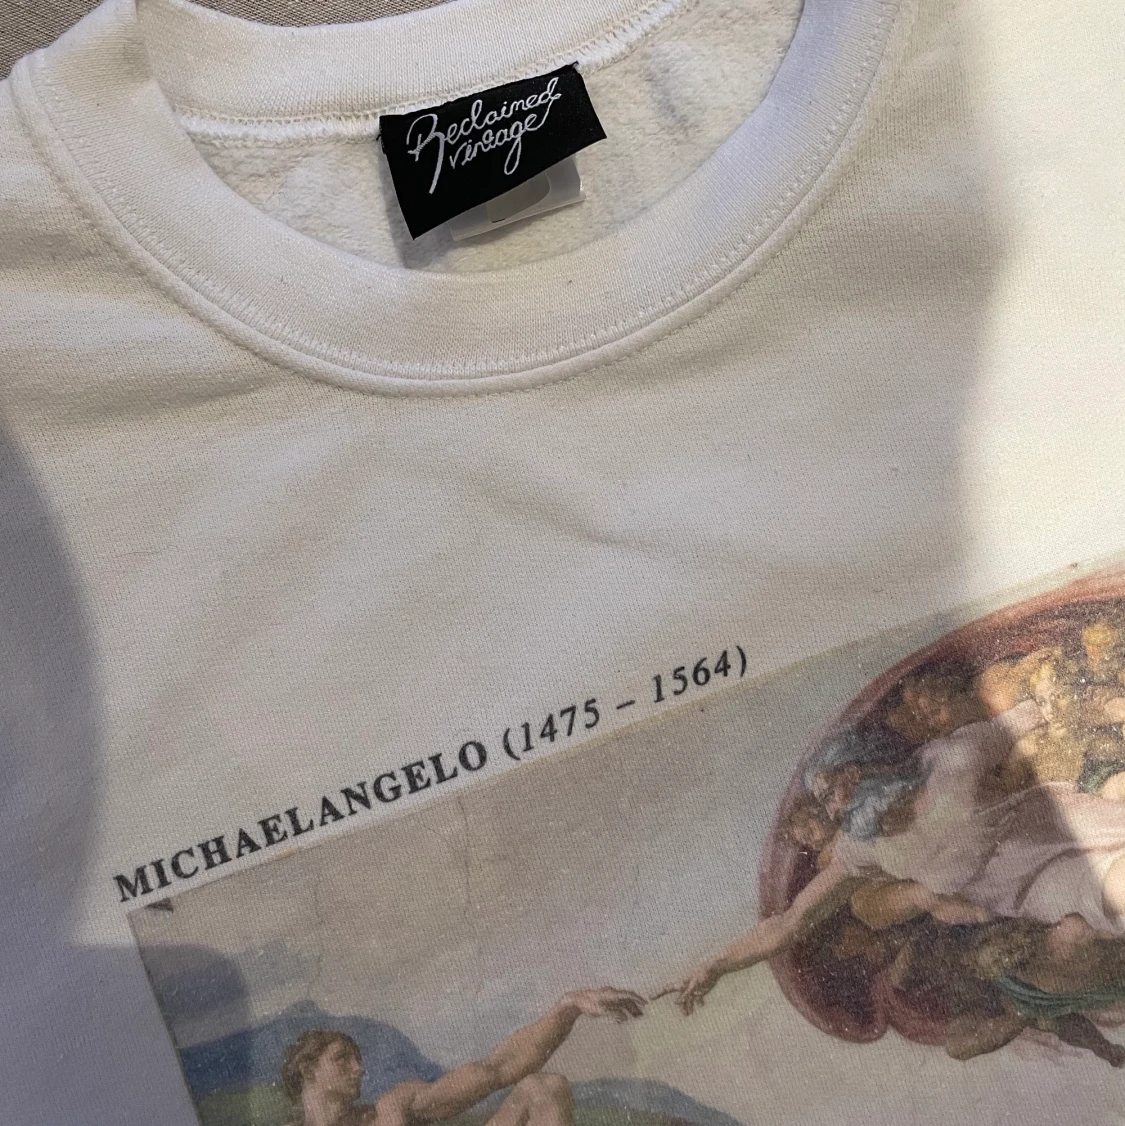 Reclaimed
vintage
MICHAELANGELO (1475 – 1564)